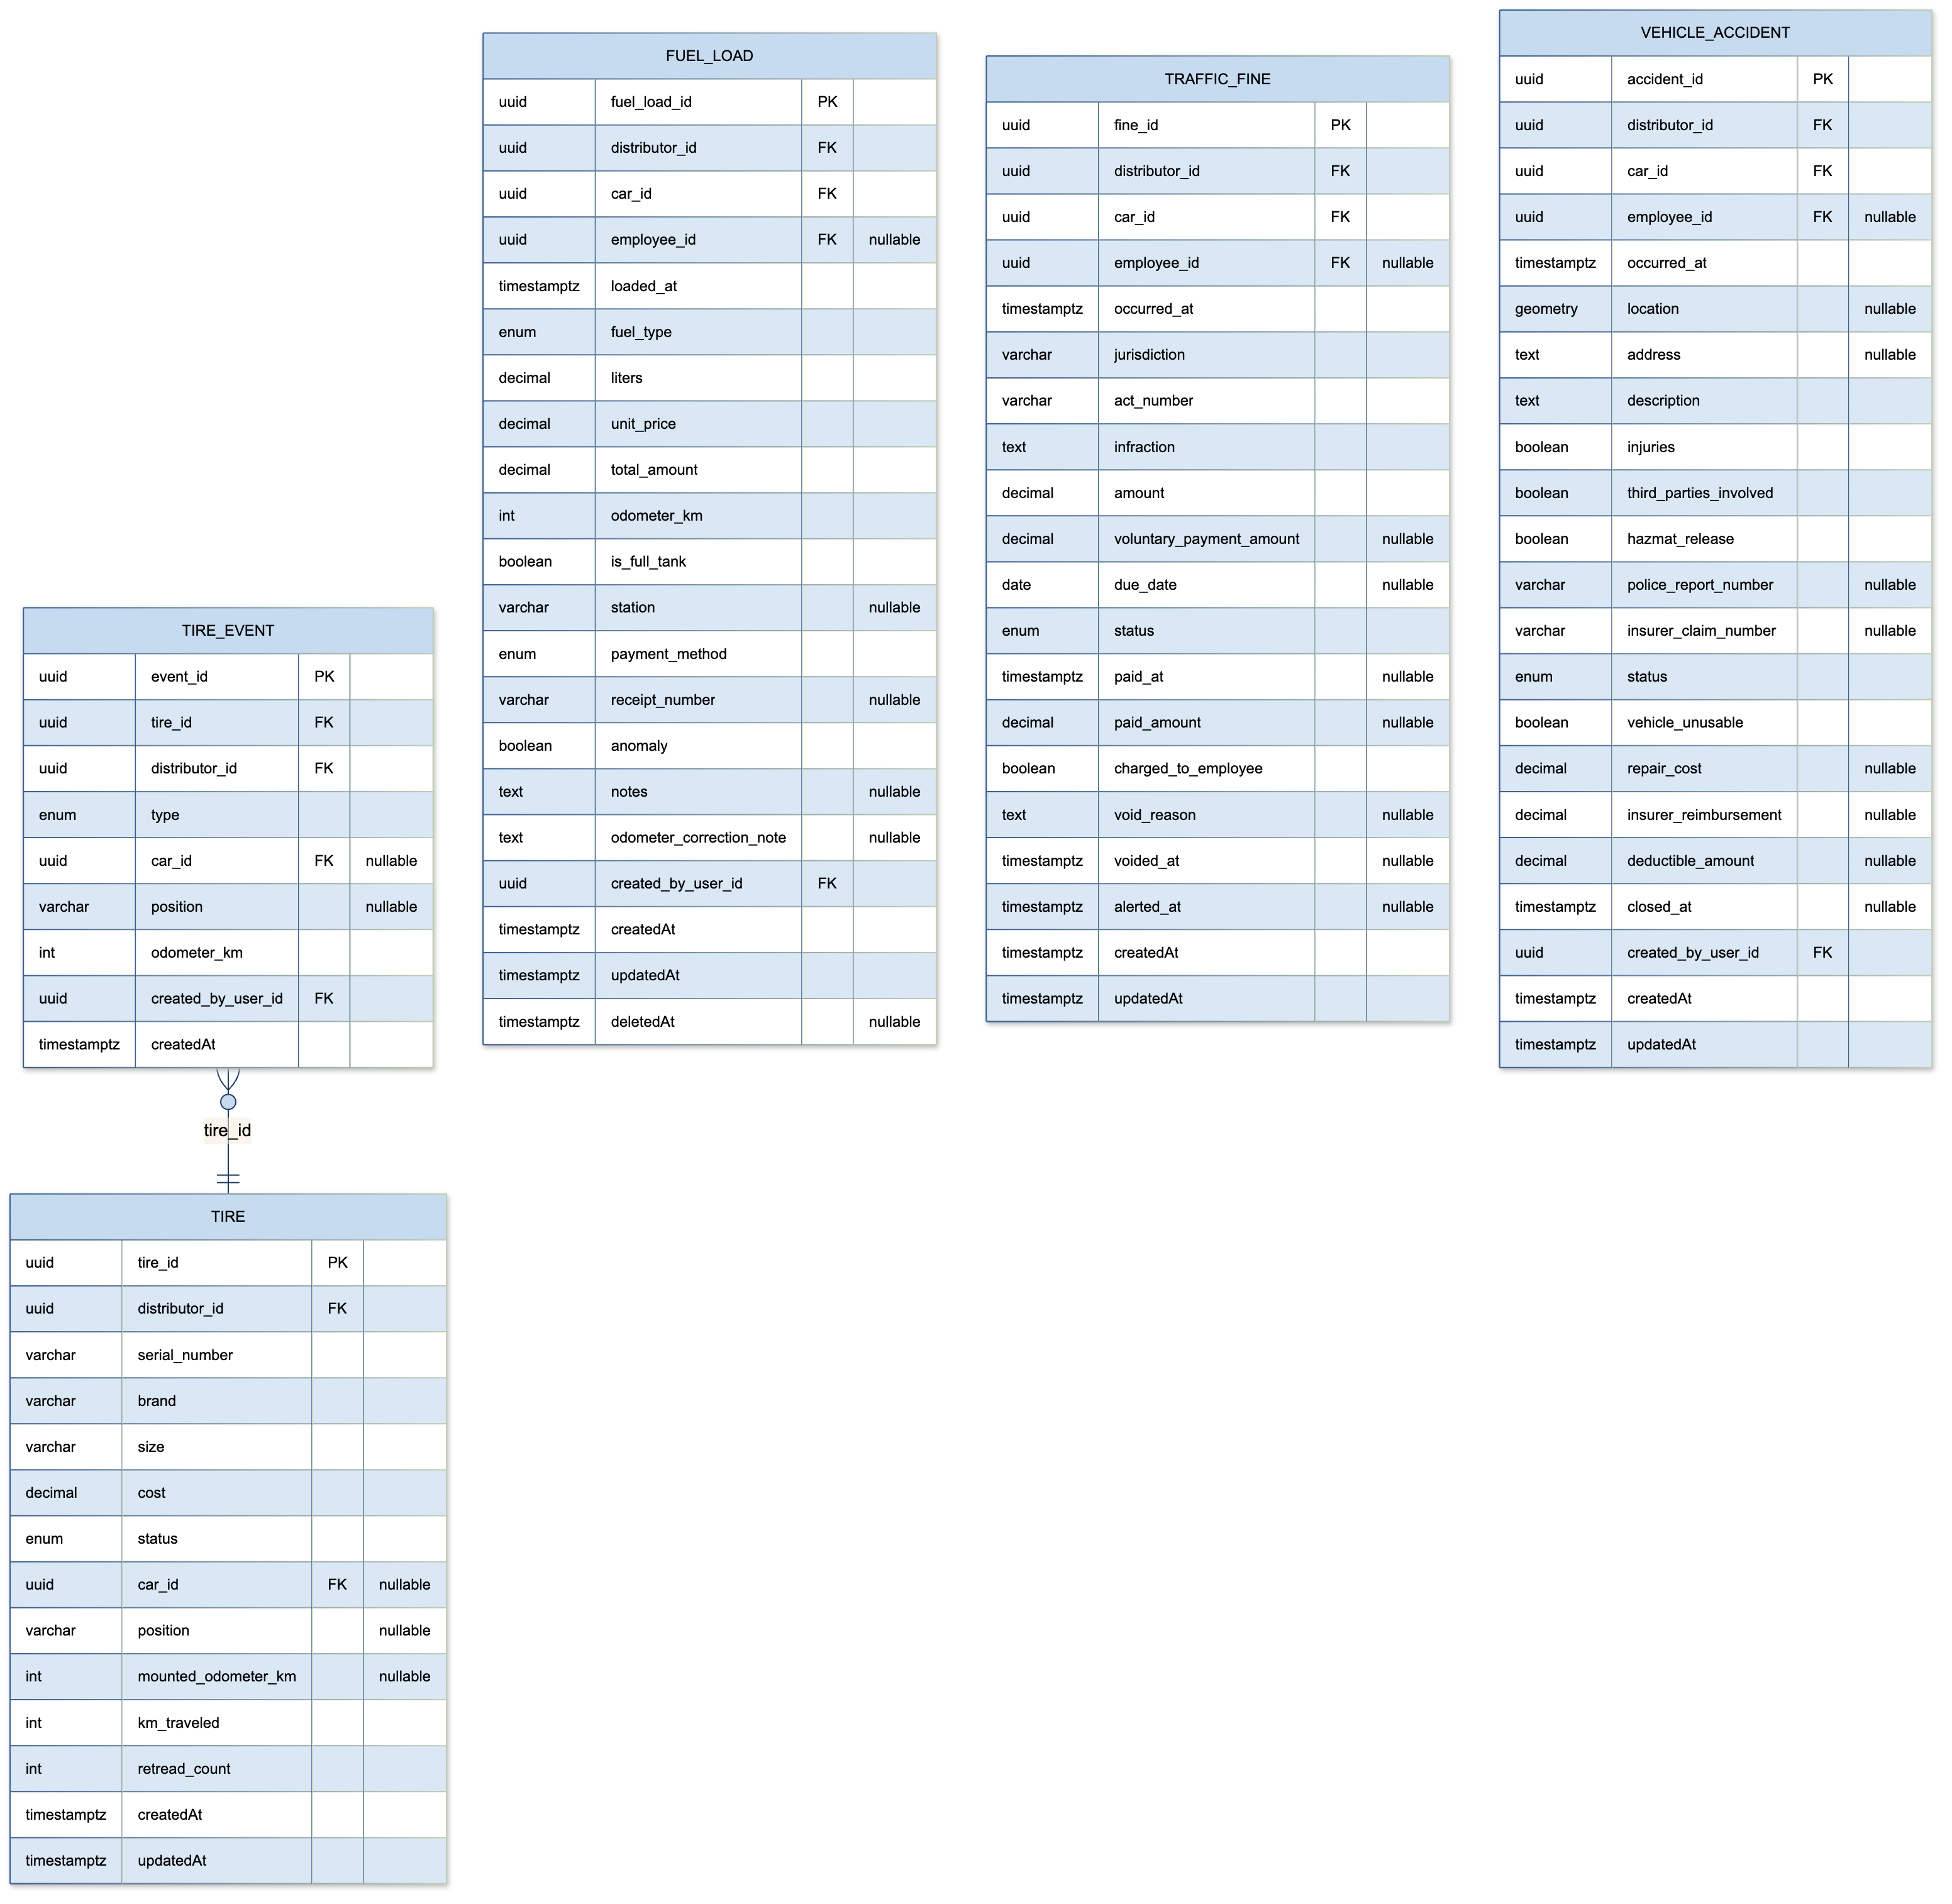 FUEL_LOAD
uuid fuel_load_id PK
uuid distributor_id FK
uuid car_id FK
uuid employee_id FK nullable
timestamptz loaded_at
enum fuel_type
decimal liters
decimal unit_price
decimal total_amount
int odometer_km
boolean is_full_tank
varchar station nullable
enum payment_method
varchar receipt_number nullable
boolean anomaly
text notes nullable
text odometer_correction_note nullable
uuid created_by_user_id FK
timestamptz createdAt
timestamptz updatedAt
timestamptz deletedAt nullable
TRAFFIC_FINE
uuid fine_id PK
uuid distributor_id FK
uuid car_id FK
uuid employee_id FK nullable
timestamptz occurred_at
varchar jurisdiction
varchar act_number
text infraction
decimal amount
decimal voluntary_payment_amount nullable
date due_date nullable
enum status
timestamptz paid_at nullable
decimal paid_amount nullable
boolean charged_to_employee
text void_reason nullable
timestamptz voided_at nullable
timestamptz alerted_at nullable
timestamptz createdAt
timestamptz updatedAt
VEHICLE_ACCIDENT
uuid accident_id PK
uuid distributor_id FK
uuid car_id FK
uuid employee_id FK nullable
timestamptz occurred_at
geometry location nullable
text address nullable
text description
boolean injuries
boolean third_parties_involved
boolean hazmat_release
varchar police_report_number nullable
varchar insurer_claim_number nullable
enum status
boolean vehicle_unusable
decimal repair_cost nullable
decimal insurer_reimbursement nullable
decimal deductible_amount nullable
timestamptz closed_at nullable
uuid created_by_user_id FK
timestamptz createdAt
timestamptz updatedAt
TIRE_EVENT
uuid event_id PK
uuid tire_id FK
uuid distributor_id FK
enum type
uuid car_id FK nullable
varchar position nullable
int odometer_km
uuid created_by_user_id FK
timestamptz createdAt
tire_id
TIRE
uuid tire_id PK
uuid distributor_id FK
varchar serial_number
varchar brand
varchar size
decimal cost
enum status
uuid car_id FK nullable
varchar position nullable
int mounted_odometer_km nullable
int km_traveled
int retread_count
timestamptz createdAt
timestamptz updatedAt